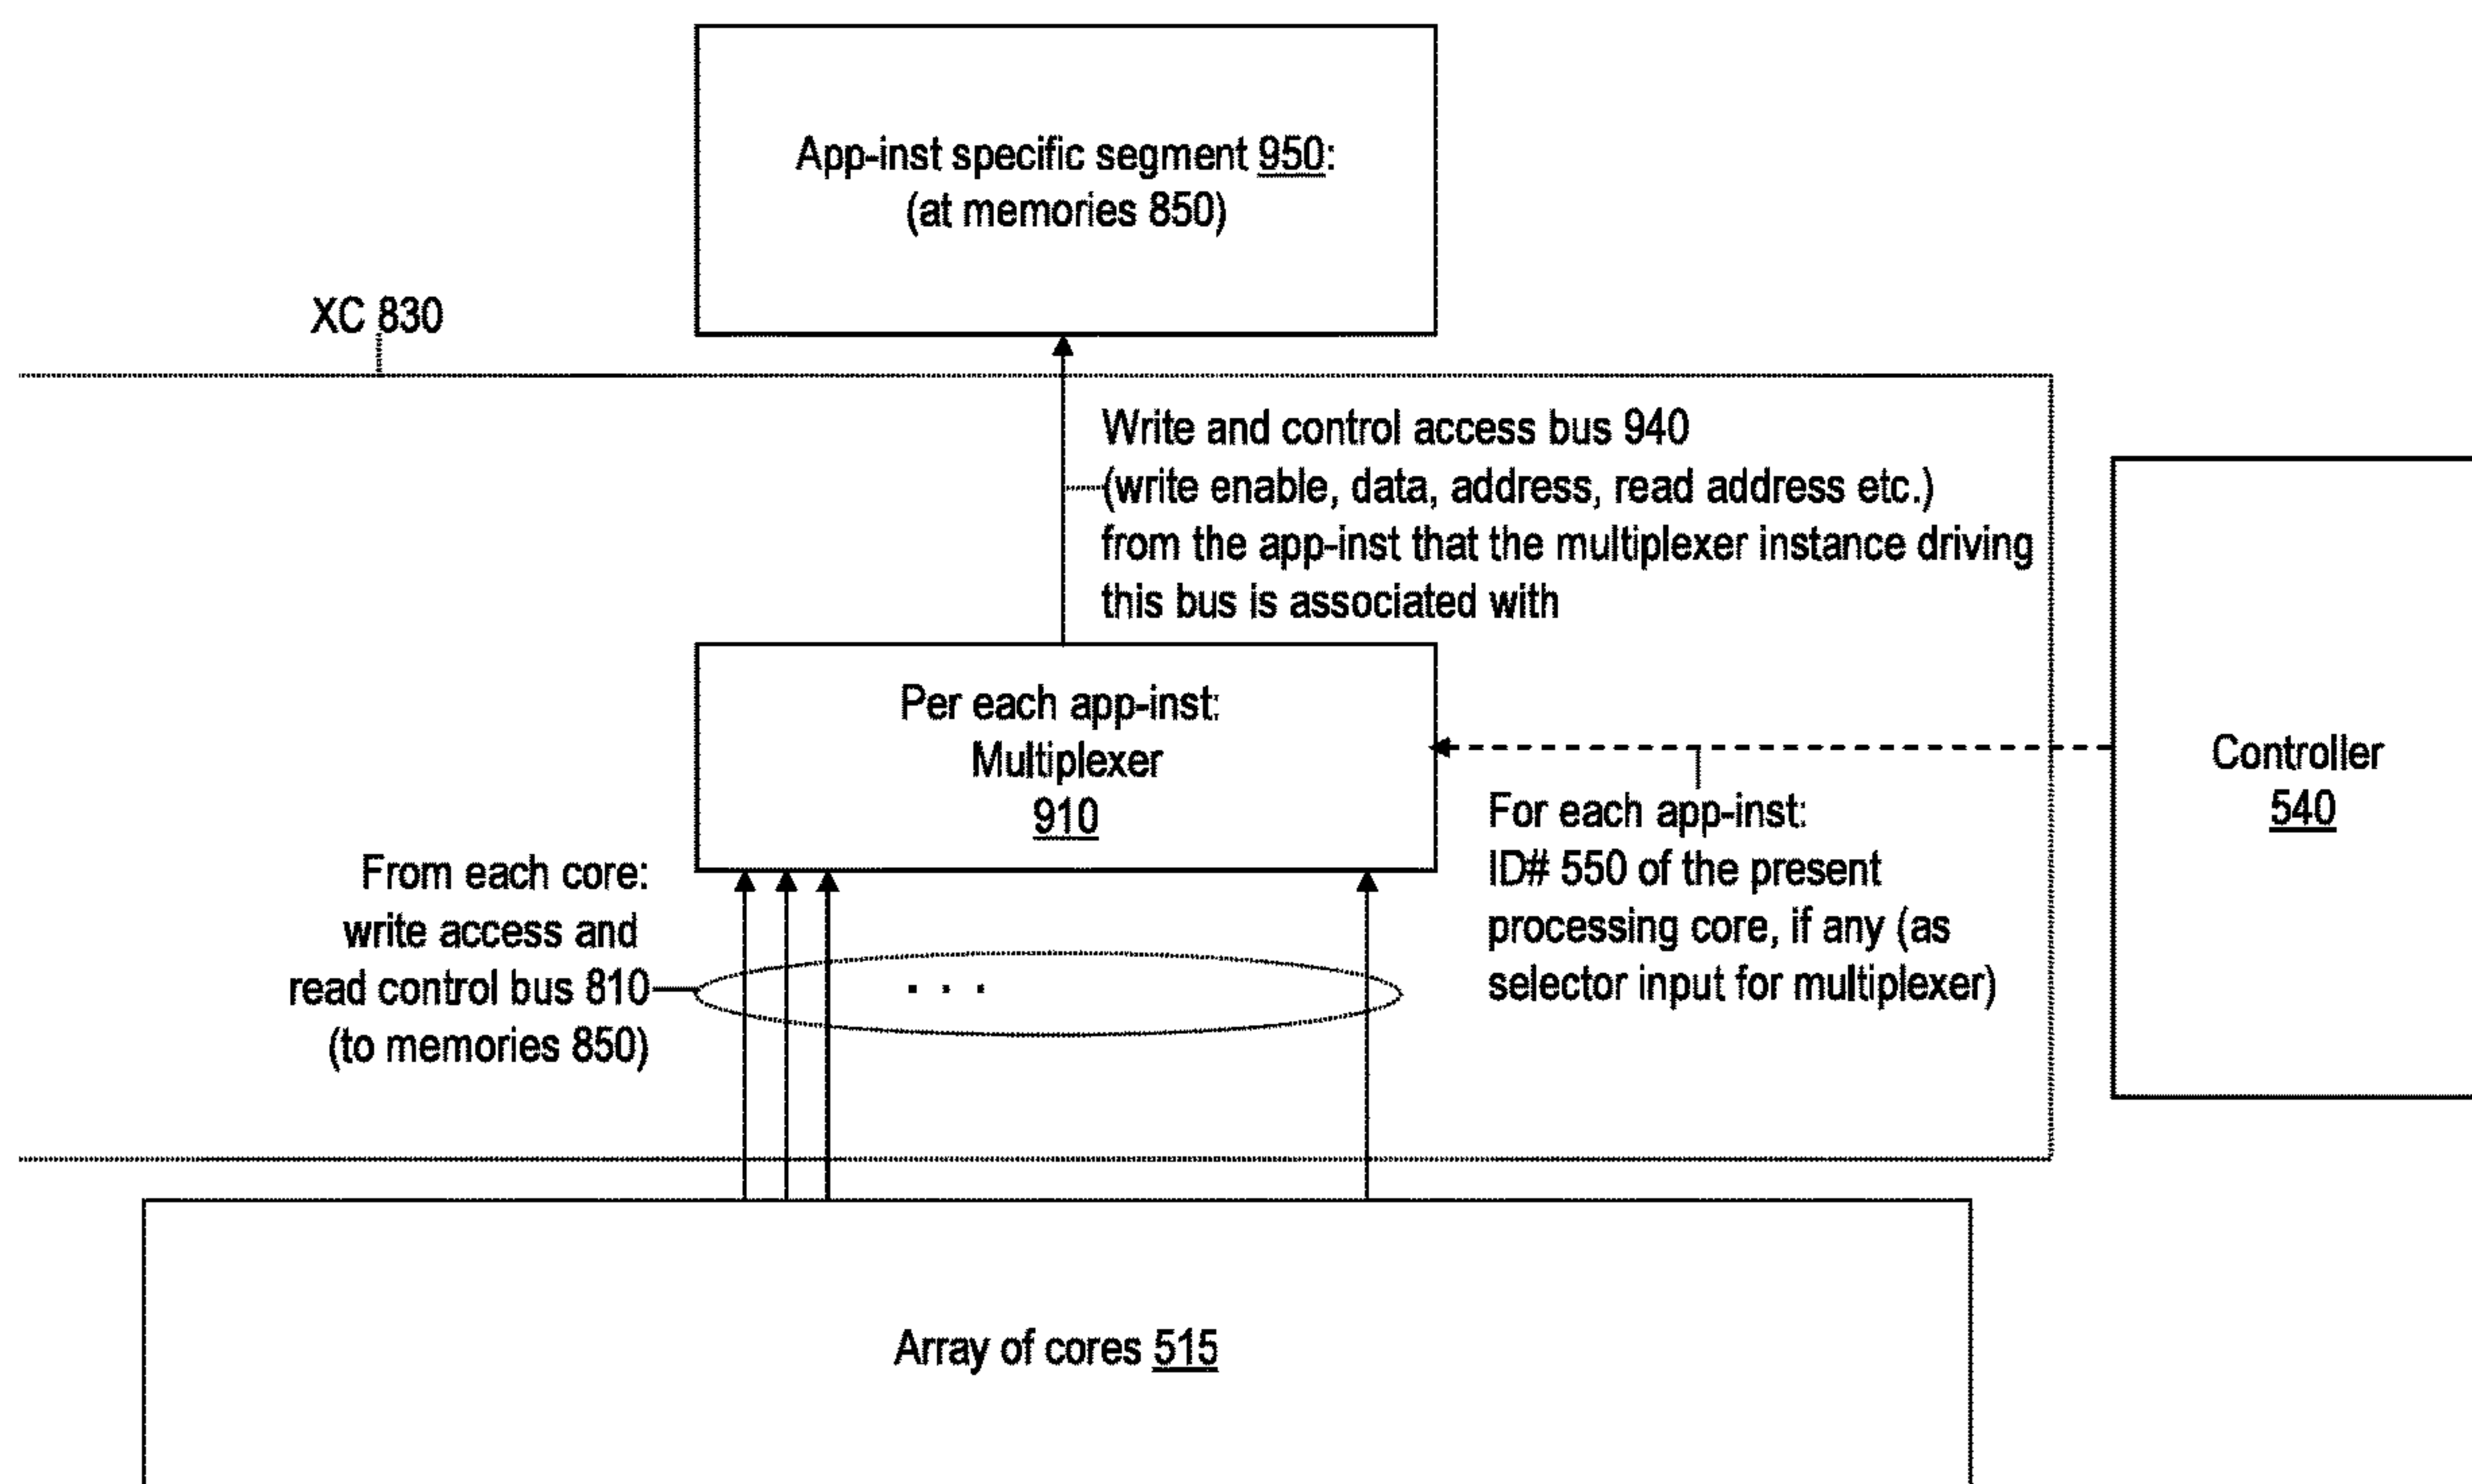 App-inst specific segment 950:
(at memories 850)
XC 830
Write and control access bus 940
(write enable, data, address, read address etc.)
from the app-inst that the multiplexer instance driving
this bus is associated with
Per each app-inst:
Multiplexer
910
Controller
540
For each app-inst:
ID# 550 of the present
processing core, if any (as
selector input for multiplexer)
From each core:
write access and
read control bus 810
(to memories 850)
. . .
Array of cores 515